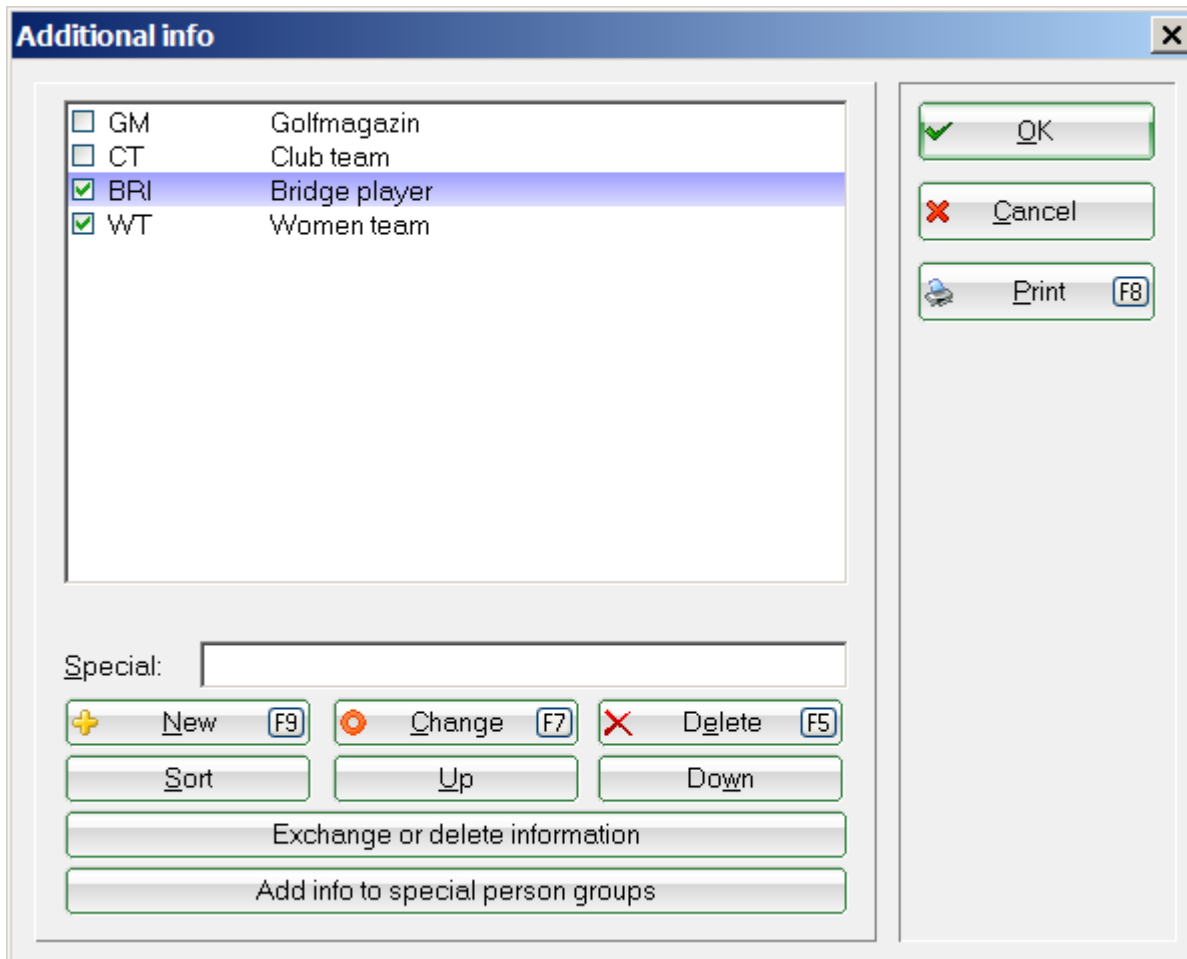 Additional info
GM Golfmagazin
CT Club team
BRI Bridge player
WT Women team
OK
Cancel
Print F8
Special:
New F9 Change F7 Delete F5
Sort Up Down
Exchange or delete information
Add info to special person groups